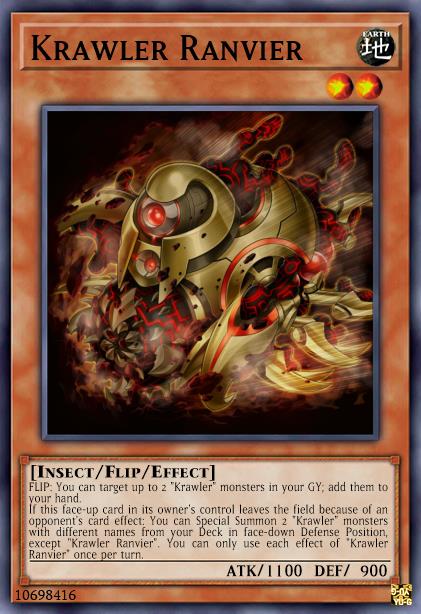 Krawler Ranvier
EARTH
地
[Insect/Flip/Effect]
FLIP: You can target up to 2 "Krawler" monsters in your GY; add them to
your hand.
If this face-up card in its owner's control leaves the field because of an
opponent's card effect: You can Special Summon 2 "Krawler" monsters
with different names from your Deck in face-down Defense Position,
except "Krawler Ranvier". You can only use each effect of "Krawler
Ranvier" once per turn.
ATK/1100 DEF/ 900
10698416